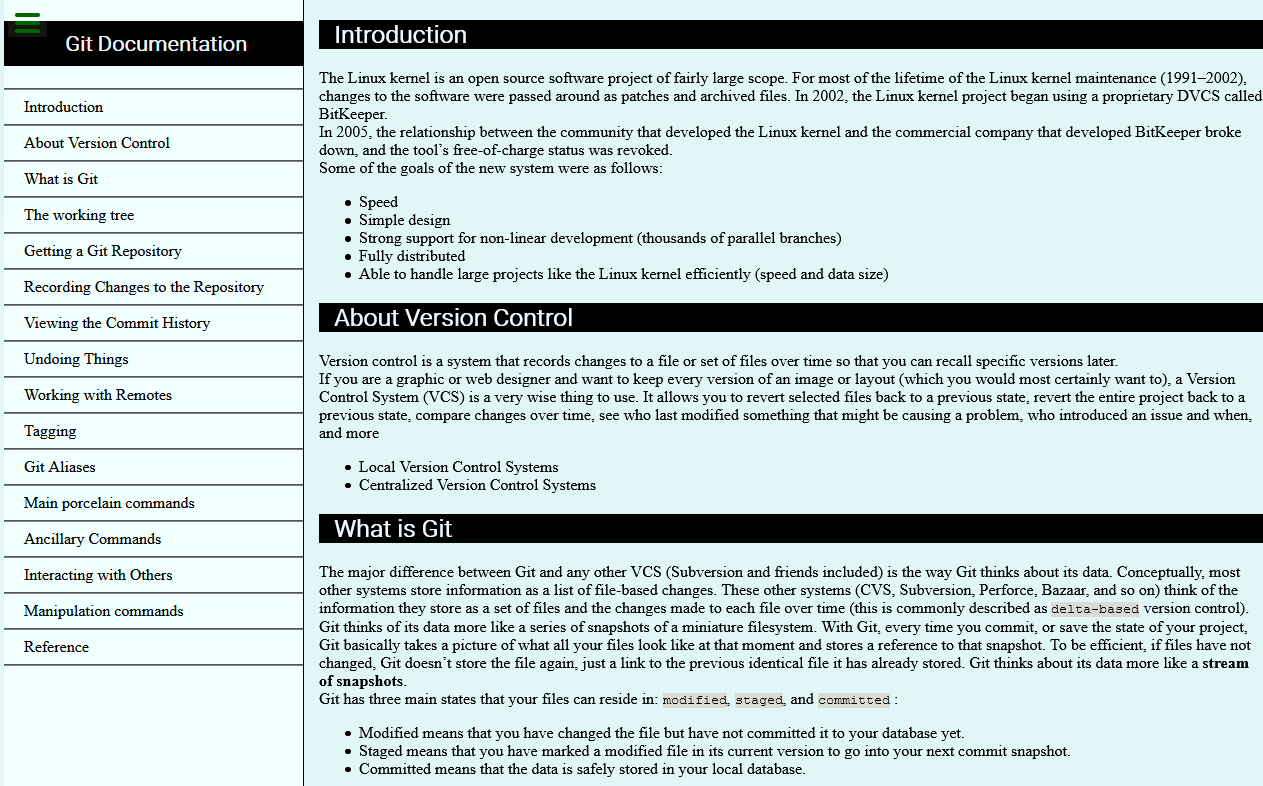 Git Documentation
Introduction
About Version Control
What is Git
The working tree
Getting a Git Repository
Recording Changes to the Repository
Viewing the Commit History
Undoing Things
Working with Remotes
Tagging
Git Aliases
Main porcelain commands
Ancillary Commands
Interacting with Others
Manipulation commands
Reference
Introduction
The Linux kernel is an open source software project of fairly large scope. For most of the lifetime of the Linux kernel maintenance (1991–2002),
changes to the software were passed around as patches and archived files. In 2002, the Linux kernel project began using a proprietary DVCS called
BitKeeper.
In 2005, the relationship between the community that developed the Linux kernel and the commercial company that developed BitKeeper broke
down, and the tool’s free-of-charge status was revoked.
Some of the goals of the new system were as follows:
• Speed
• Simple design
• Strong support for non-linear development (thousands of parallel branches)
• Fully distributed
• Able to handle large projects like the Linux kernel efficiently (speed and data size)
About Version Control
Version control is a system that records changes to a file or set of files over time so that you can recall specific versions later.
If you are a graphic or web designer and want to keep every version of an image or layout (which you would most certainly want to), a Version
Control System (VCS) is a very wise thing to use. It allows you to revert selected files back to a previous state, revert the entire project back to a
previous state, compare changes over time, see who last modified something that might be causing a problem, who introduced an issue and when,
and more
• Local Version Control Systems
• Centralized Version Control Systems
What is Git
The major difference between Git and any other VCS (Subversion and friends included) is the way Git thinks about its data. Conceptually, most
other systems store information as a list of file-based changes. These other systems (CVS, Subversion, Perforce, Bazaar, and so on) think of the
information they store as a set of files and the changes made to each file over time (this is commonly described as delta-based version control).
Git thinks of its data more like a series of snapshots of a miniature filesystem. With Git, every time you commit, or save the state of your project,
Git basically takes a picture of what all your files look like at that moment and stores a reference to that snapshot. To be efficient, if files have not
changed, Git doesn’t store the file again, just a link to the previous identical file it has already stored. Git thinks about its data more like a stream
of snapshots.
Git has three main states that your files can reside in: modified, staged, and committed :
• Modified means that you have changed the file but have not committed it to your database yet.
• Staged means that you have marked a modified file in its current version to go into your next commit snapshot.
• Committed means that the data is safely stored in your local database.